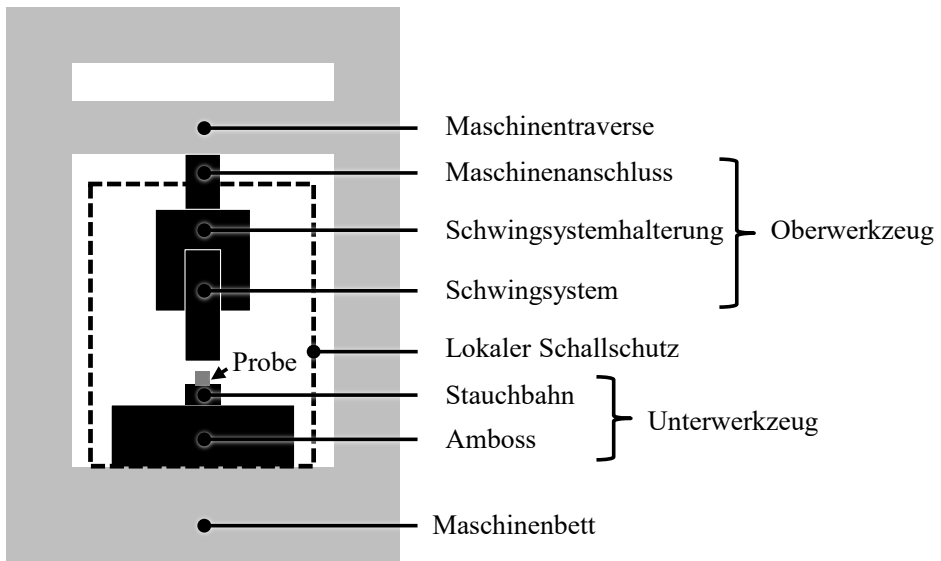 Maschinentraverse
Maschinenanschluss
Schwingsystemhalterung
Oberwerkzeug
Schwingsystem
Lokaler Schallschutz
Probe
Stauchbahn
Unterwerkzeug
Amboss
Maschinenbett